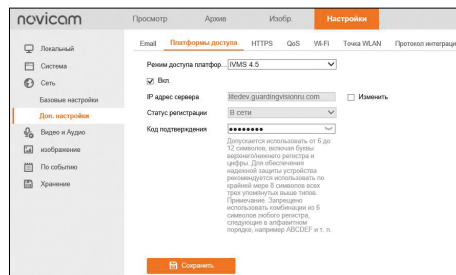 novicam
Просмотр Архив Изобр. Настройки
Локальный
Система
Сеть
Базовые настройки
Доп. настройки
Видео и Аудио
изображение
По событию
Хранение
Email Платформы доступа HTTPS QoS Wi-Fi Точка WLAN Протокол интеграци
Режим доступа платфор... IVMS 4.5
Вкл.
IP адрес сервера litedev.guardingvisionru.com Изменить
Статус регистрации В сети
Код подтверждения
Допускается использовать от 6 до
12 символов, включая буквы
верхнего/нижнего регистра и
цифры. Для обеспечения
надежной защиты устройства
рекомендуется использовать по
крайней мере 8 символов всех
трех упомянутых выше типов.
Примечание. Запрещено
использовать комбинации из 6
символов любого регистра,
следующие в алфавитном
порядке, например ABCDEF и т. п.
Сохранить